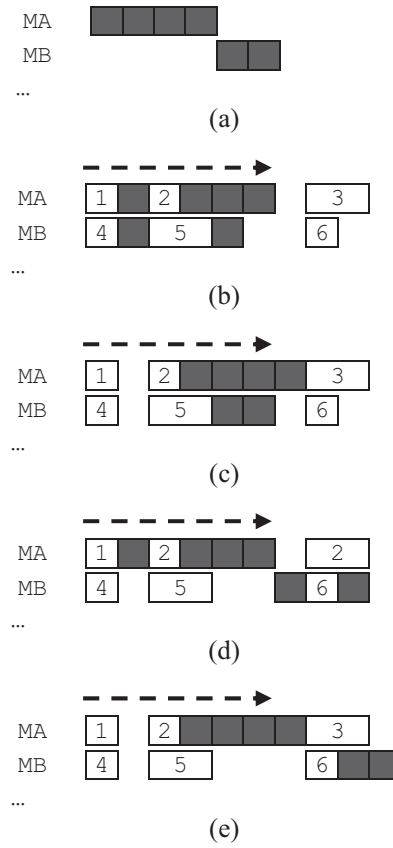 MA
MB
…
(a)
MA 1 2 3
MB 4 5 6
…
(b)
MA 1 2 3
MB 4 5 6
…
(c)
MA 1 2 2
MB 4 5 6
…
(d)
MA 1 2 3
MB 4 5 6
…
(e)